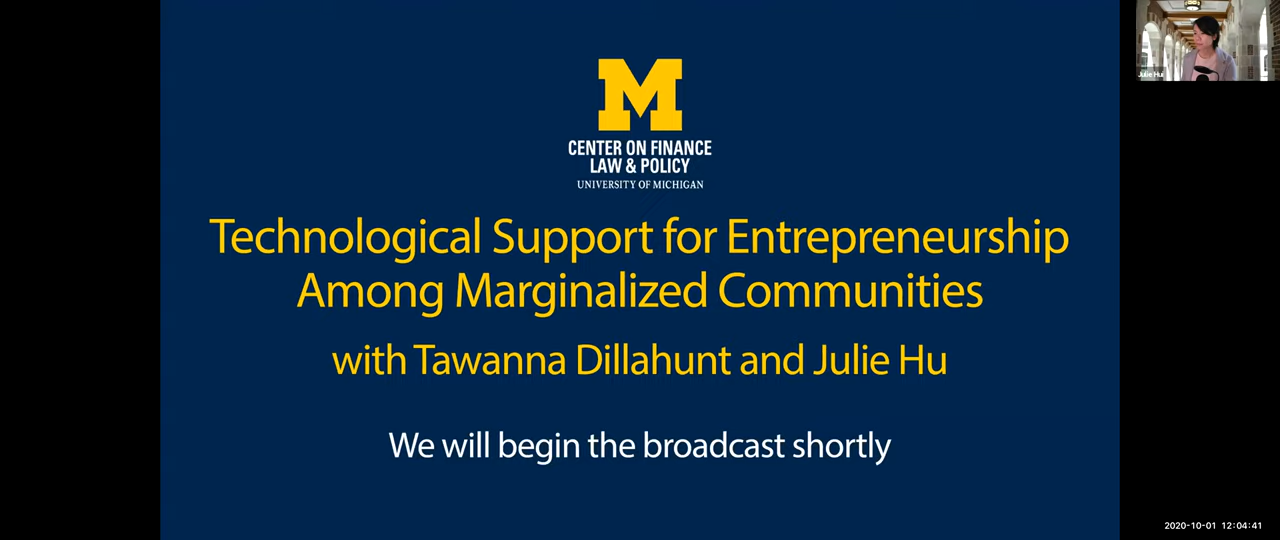 M
CENTER ON FINANCE
LAW & POLICY
UNIVERSITY OF MICHIGAN
Technological Support for Entrepreneurship
Among Marginalized Communities
with Tawanna Dillahunt and Julie Hu
We will begin the broadcast shortly
Julie Hui
2020-10-01 12:04:41